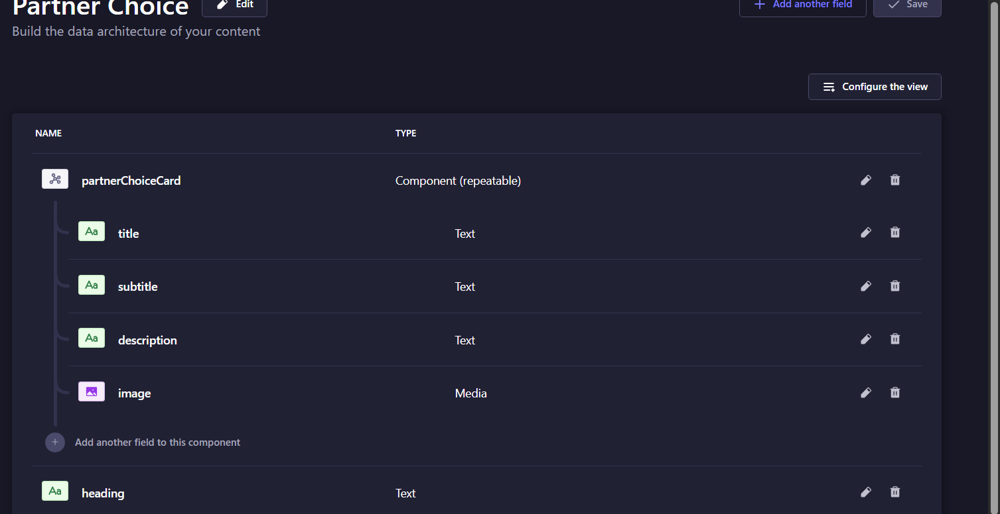 Partner Choice
Edit
Add another field
Save
Build the data architecture of your content
Configure the view
NAME TYPE
partnerChoiceCard Component (repeatable)
Aa title Text
Aa subtitle Text
Aa description Text
image Media
Add another field to this component
Aa heading Text